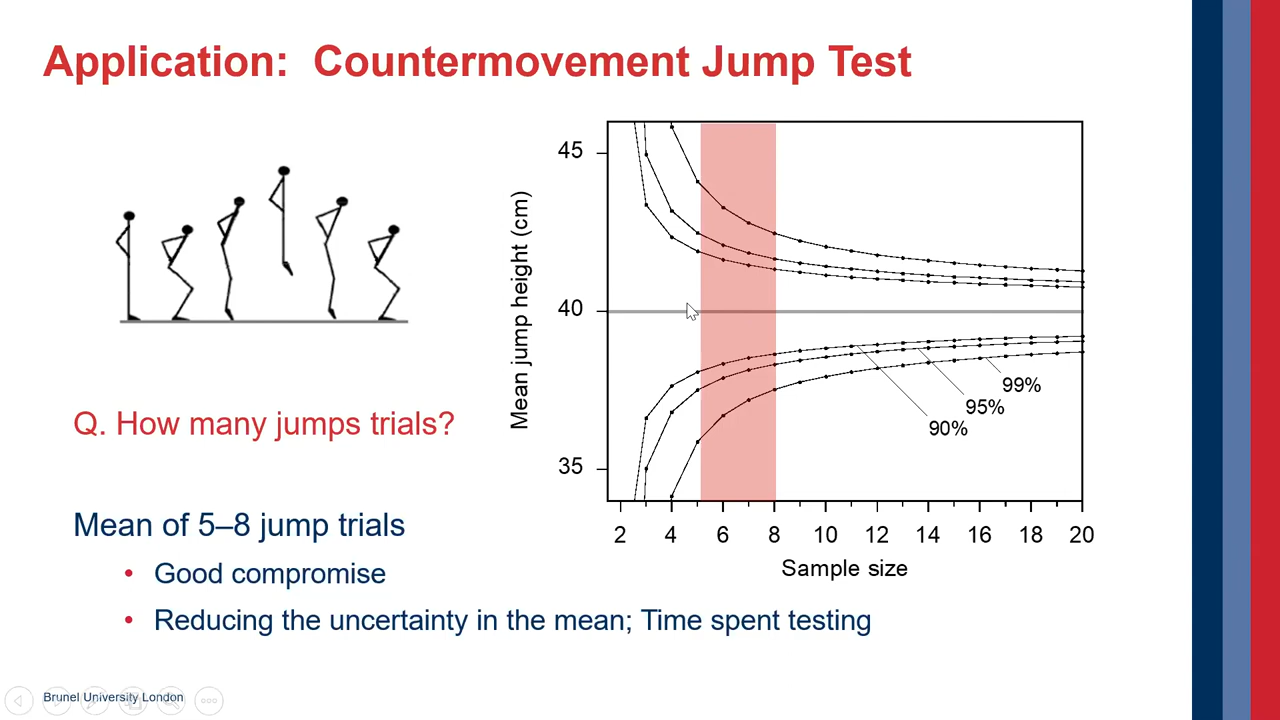 Application:  Countermovement Jump Test
Q. How many jumps trials?
Mean of 5–8 jump trials
• Good compromise
• Reducing the uncertainty in the mean; Time spent testing
Mean jump height (cm)
45
40
35
99%
95%
90%
2 4 6 8 10 12 14 16 18 20
Sample size
Brunel University London